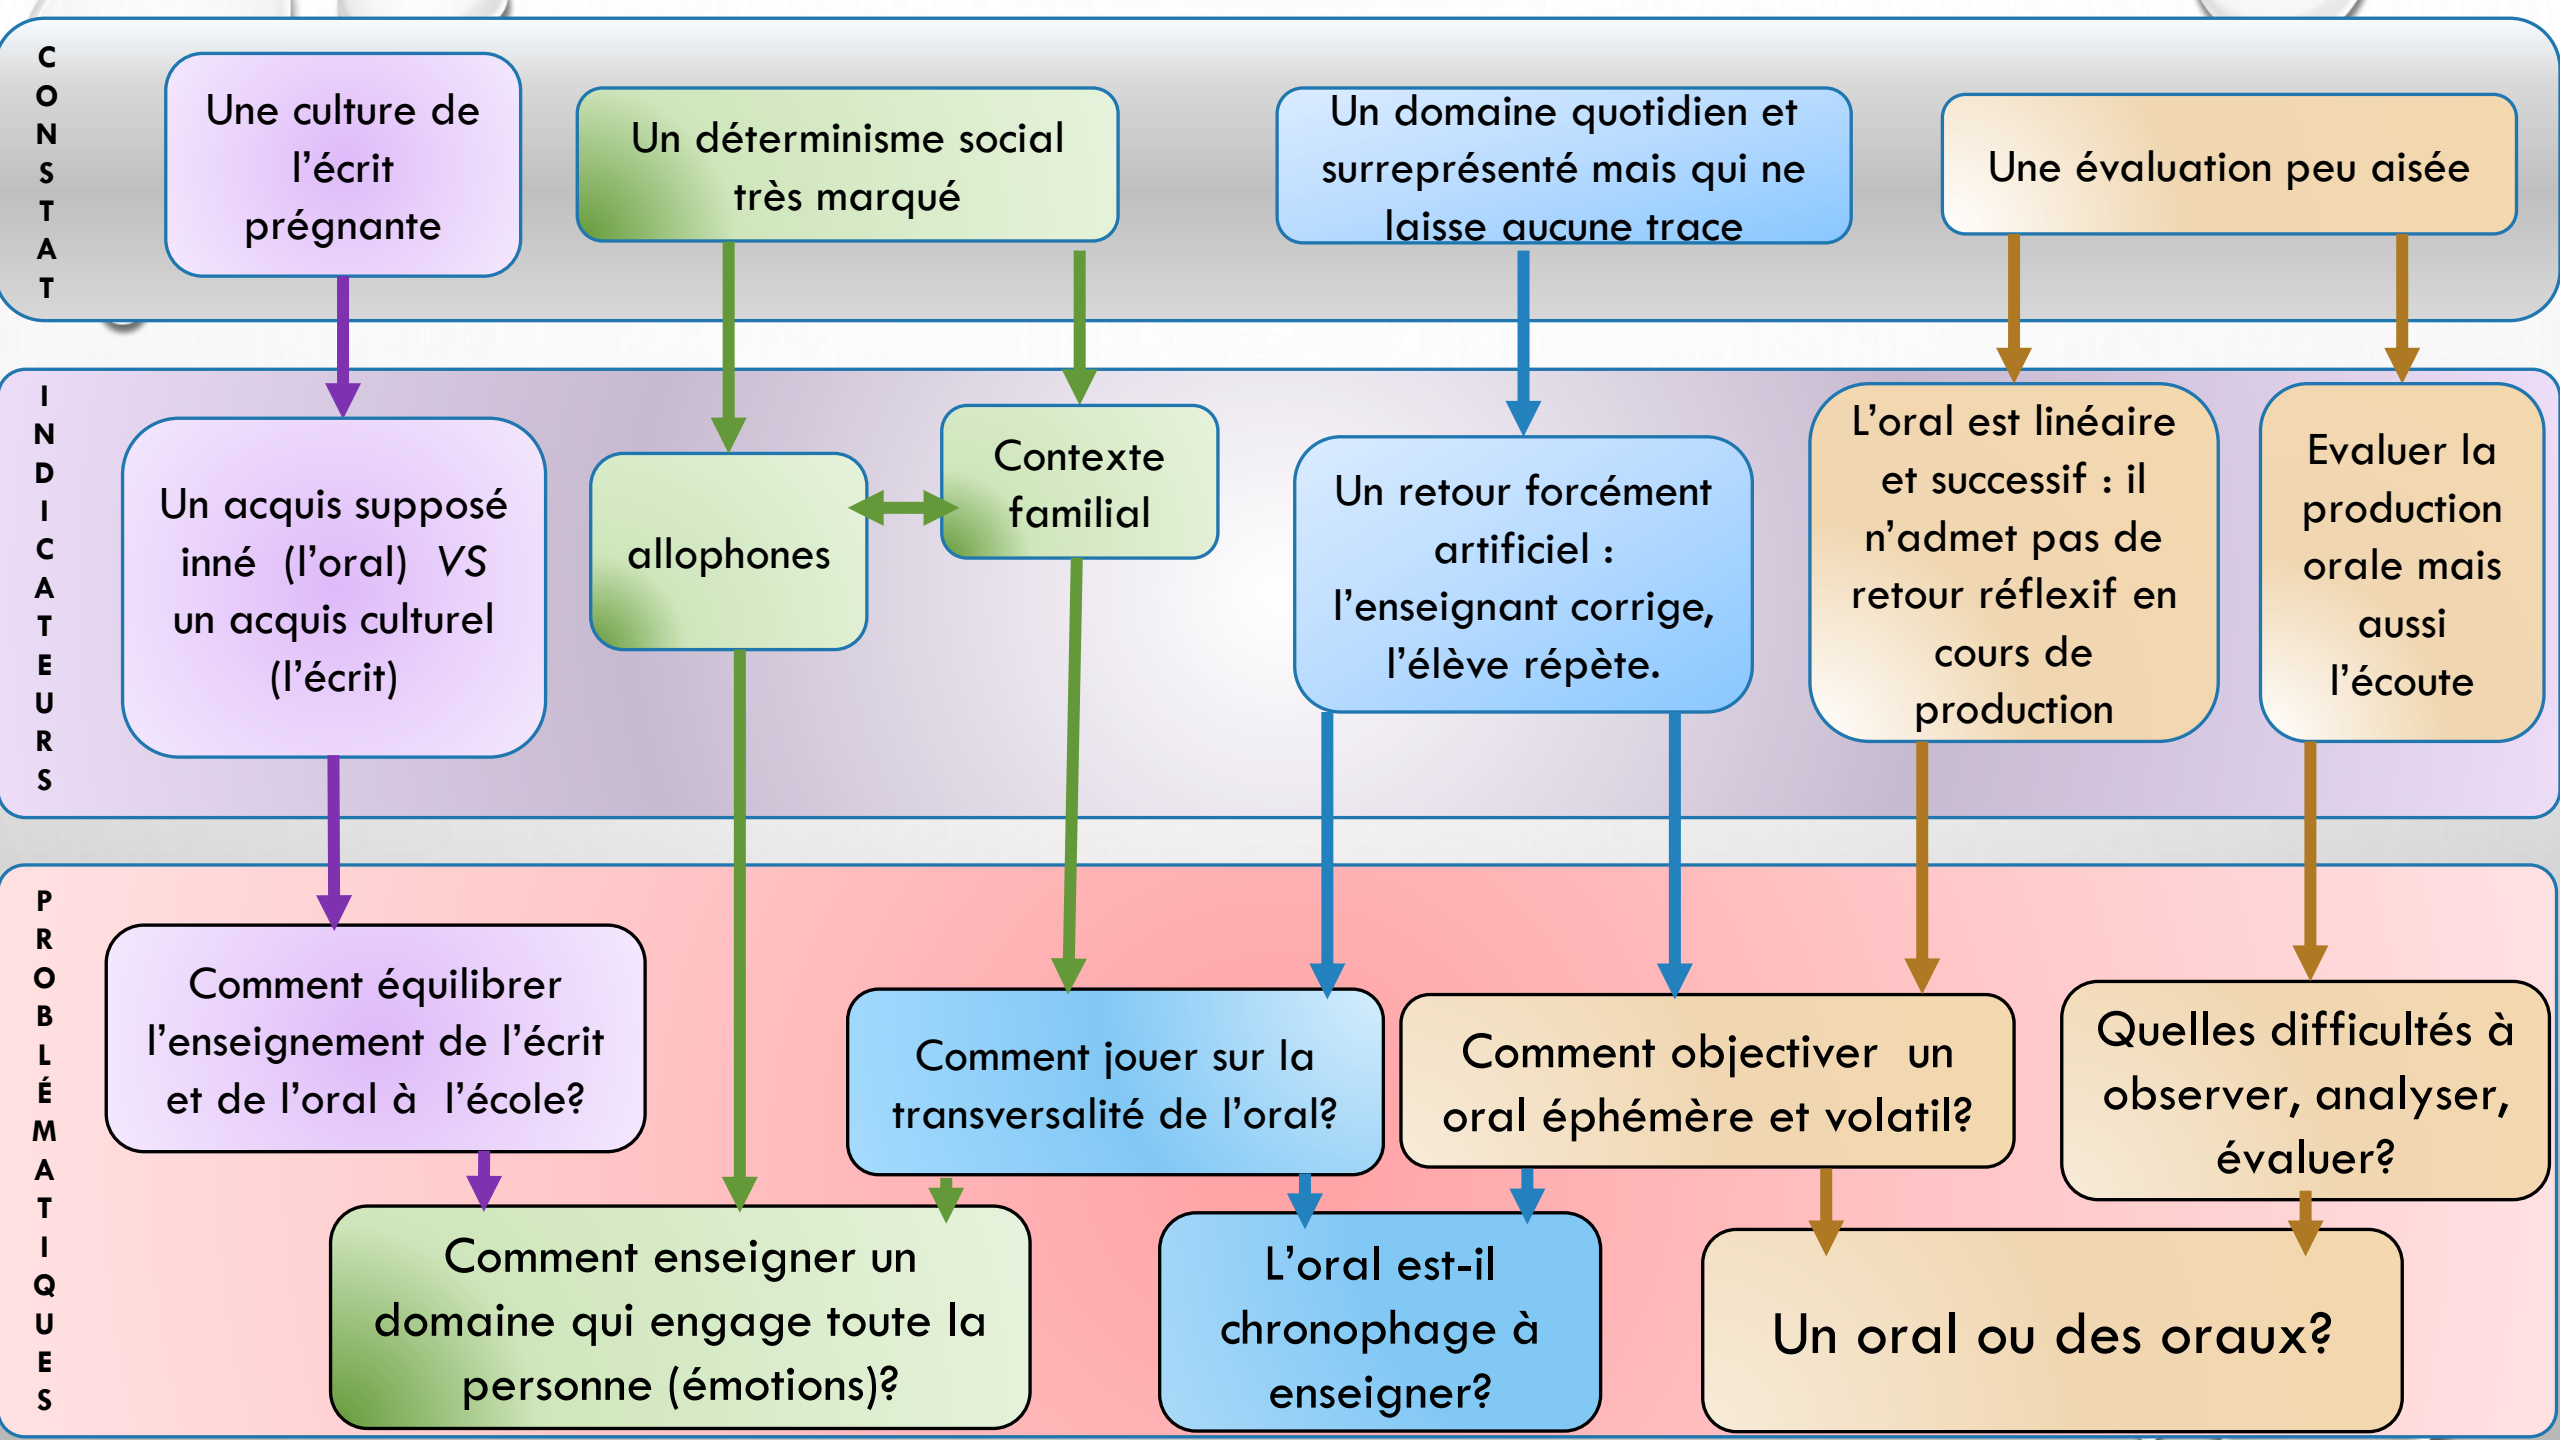 CONSTAT
Une culture de
l'écrit
prégnante
Un déterminisme social
très marqué
Un domaine quotidien et
surreprésenté mais qui ne
laisse aucune trace
Une évaluation peu aisée
INDICATEURS
Un acquis supposé
inné (l'oral) VS
un acquis culturel
(l'écrit)
allophones
Contexte
familial
Un retour forcément
artificiel :
l'enseignant corrige,
l'élève répète.
L'oral est linéaire
et successif : il
n'admet pas de
retour réflexif en
cours de
production
Evaluer la
production
orale mais
aussi
l'écoute
PROBLÉMATIQUES
Comment équilibrer
l'enseignement de l'écrit
et de l'oral à l'école?
Comment jouer sur la
transversalité de l'oral?
Comment objectiver un
oral éphémère et volatil?
Quelles difficultés à
observer, analyser,
évaluer?
Comment enseigner un
domaine qui engage toute la
personne (émotions)?
L'oral est-il
chronophage à
enseigner?
Un oral ou des oraux?